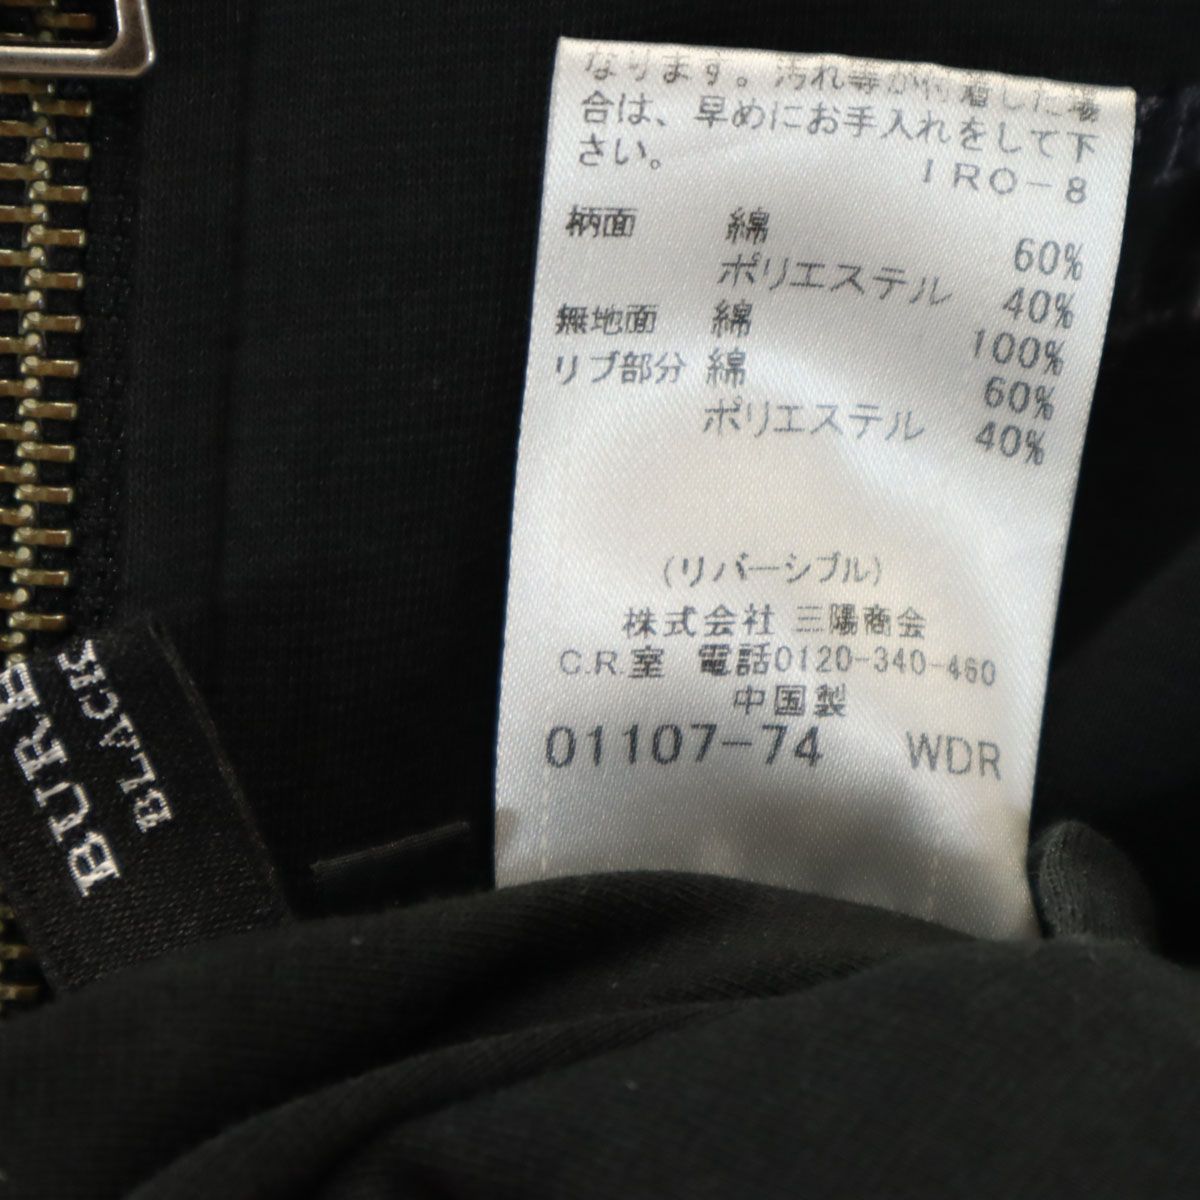 なります。汚れ等が付着した場
合は、早めにお手入れをして下
さい。 IRO-8
柄面 綿 60%
ポリエステル 40%
無地面 綿 100%
リブ部分 綿 60%
ポリエステル 40%
(リバーシブル)
株式会社 三陽商会
C.R.室 電話0120-340-460
中国製
01107-74 WDR
BURB
BLACK
BLACK